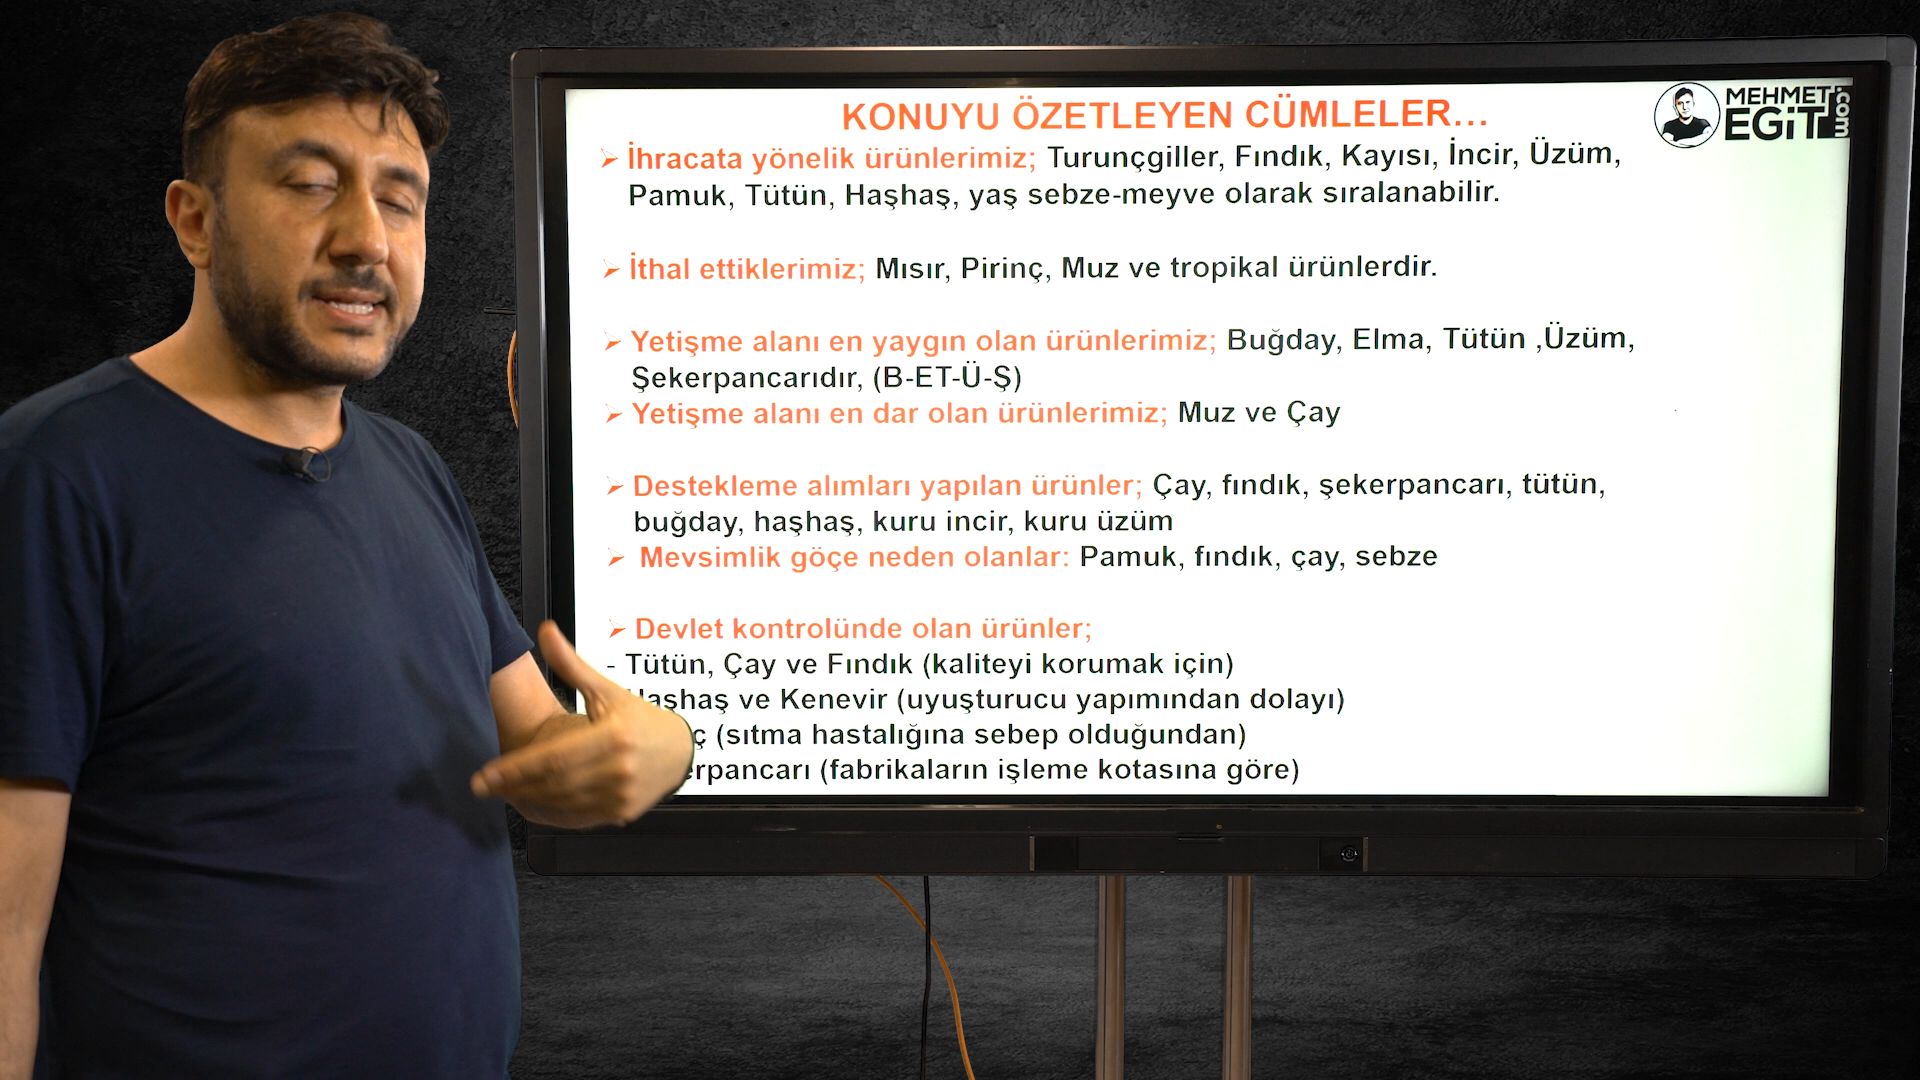 KONUYU ÖZETLEYEN CÜMLELER...
MEHMET
EGiT
.com
İhracata yönelik ürünlerimiz; Turunçgiller, Fındık, Kayısı, İncir, Üzüm,
Pamuk, Tütün, Haşhaş, yaş sebze-meyve olarak sıralanabilir.
İthal ettiklerimiz; Mısır, Pirinç, Muz ve tropikal ürünlerdir.
Yetişme alanı en yaygın olan ürünlerimiz; Buğday, Elma, Tütün ,Üzüm,
Şekerpancarıdır, (B-ET-Ü-Ş)
Yetişme alanı en dar olan ürünlerimiz; Muz ve Çay
Destekleme alımları yapılan ürünler; Çay, fındık, şekerpancarı, tütün,
buğday, haşhaş, kuru incir, kuru üzüm
Mevsimlik göçe neden olanlar: Pamuk, fındık, çay, sebze
Devlet kontrolünde olan ürünler;
- Tütün, Çay ve Fındık (kaliteyi korumak için)
ve Kenevir (uyuşturucu yapımından dolayı)
(sıtma hastalığına sebep olduğundan)
(fabrikaların işleme kotasına göre)